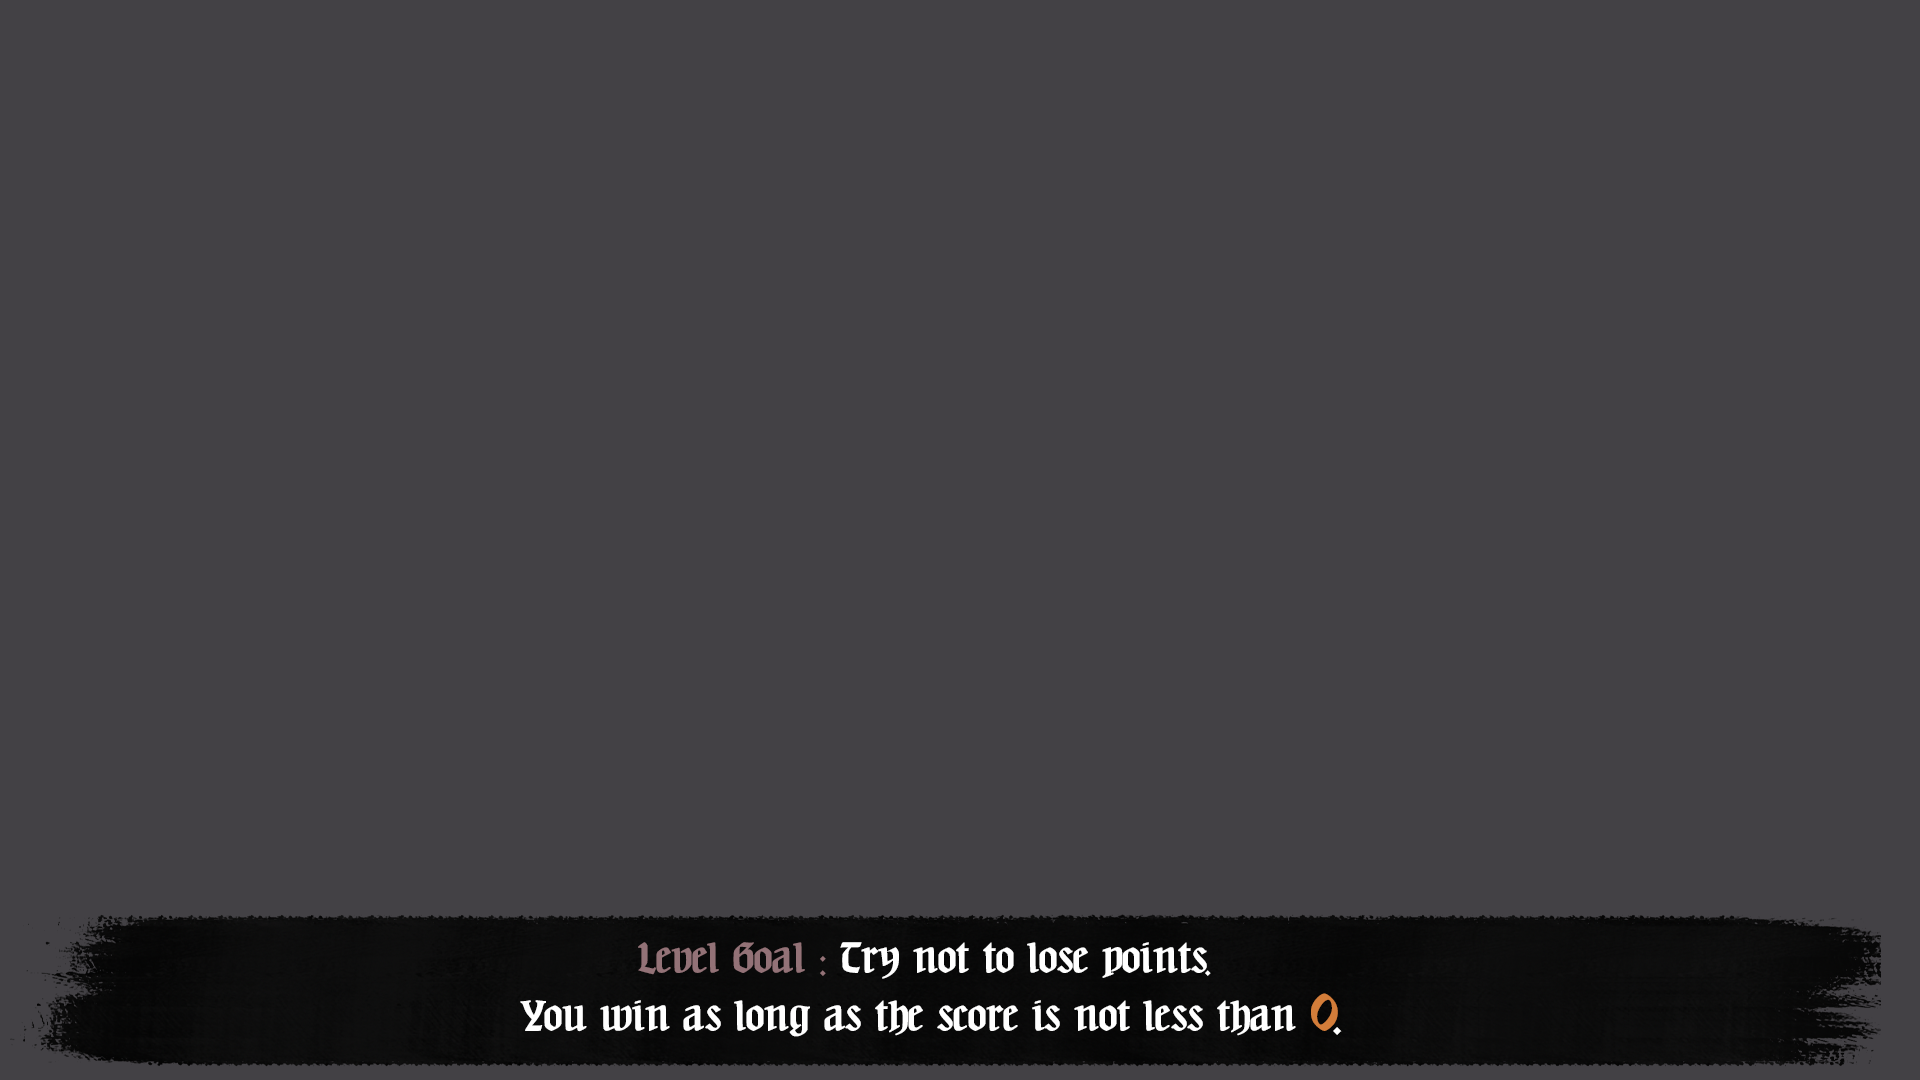 Level Goal : Try not to lose points.
You win as long as the score is not less than 0.